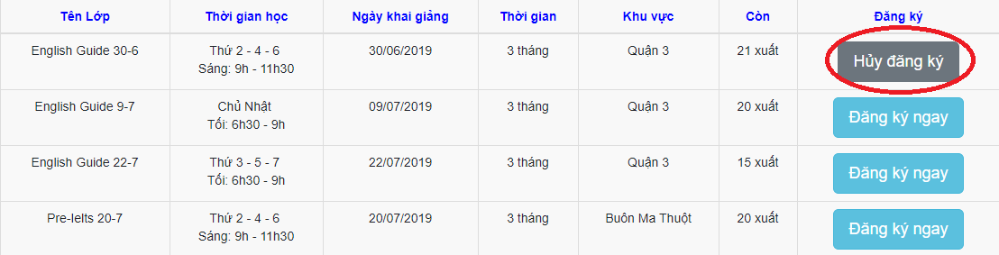 Tên Lớp Thời gian học Ngày khai giảng Thời gian Khu vực Còn Đăng ký
English Guide 30-6 Thứ 2 - 4 - 6 30/06/2019 3 tháng Quận 3 21 xuất Hủy đăng ký
Sáng: 9h - 11h30
English Guide 9-7 Chủ Nhật 09/07/2019 3 tháng Quận 3 20 xuất Đăng ký ngay
Tối: 6h30 - 9h
English Guide 22-7 Thứ 3 - 5 - 7 22/07/2019 3 tháng Quận 3 15 xuất Đăng ký ngay
Tối: 6h30 - 9h
Pre-Ielts 20-7 Thứ 2 - 4 - 6 20/07/2019 3 tháng Buôn Ma Thuột 20 xuất Đăng ký ngay
Sáng: 9h - 11h30